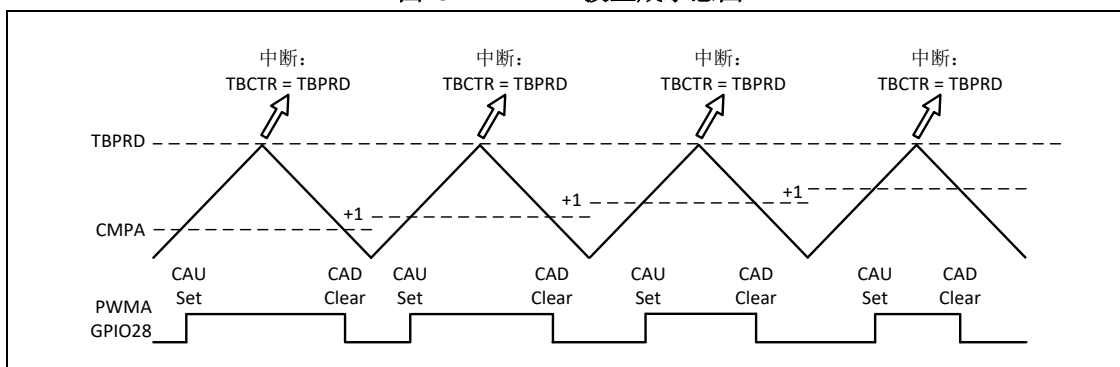 中断： 中断： 中断： 中断：
TBCTR = TBPRD TBCTR = TBPRD TBCTR = TBPRD TBCTR = TBPRD
TBPRD
+1 +1 +1
CMPA
CAU CAD CAU CAD CAU CAD CAU CAD
Set Clear Set Clear Set Clear Set Clear
PWMA
GPIO28